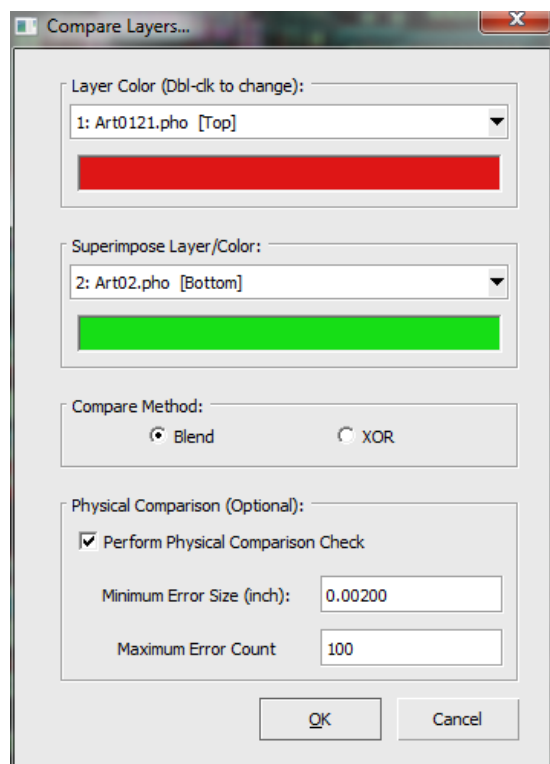 Compare Layers...
Layer Color (Dbl-clk to change):
1: Art0121.pho [Top]
Superimpose Layer/Color:
2: Art02.pho [Bottom]
Compare Method:
Blend XOR
Physical Comparison (Optional):
Perform Physical Comparison Check
Minimum Error Size (inch): 0.00200
Maximum Error Count 100
OK Cancel